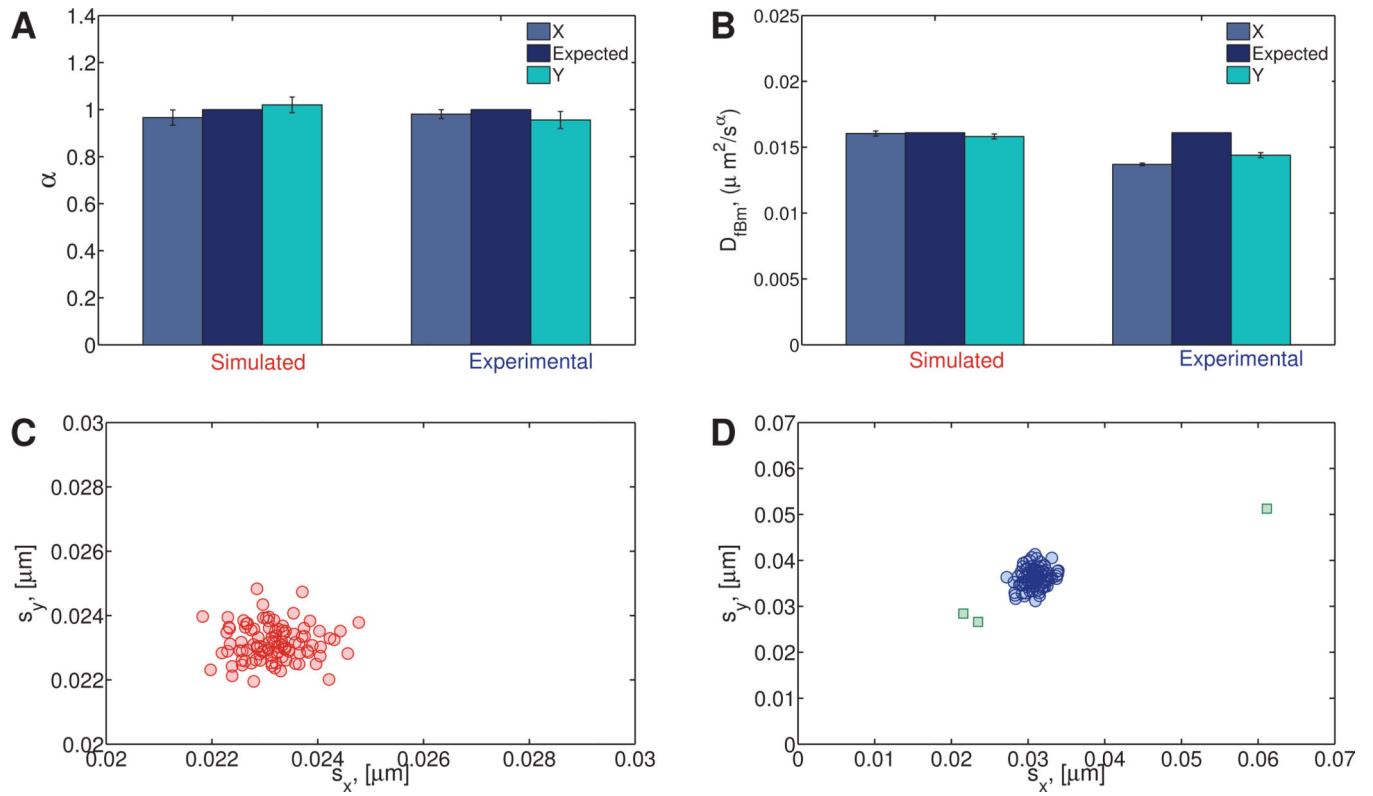 A
1.4
1.2
1
0.8
0.6
0.4
0.2
0
α
X
Expected
Y
Simulated
Experimental
B
0.025
0.02
0.015
0.01
0.005
0
D_fBm, (μ m²/s^α)
X
Expected
Y
Simulated
Experimental
C
0.03
0.028
0.026
0.024
0.022
0.02
s_y, [μm]
0.02 0.022 0.024 0.026 0.028 0.03
s_x, [μm]
D
0.07
0.06
0.05
0.04
0.03
0.02
0.01
0
s_y, [μm]
0 0.01 0.02 0.03 0.04 0.05 0.06 0.07
s_x, [μm]